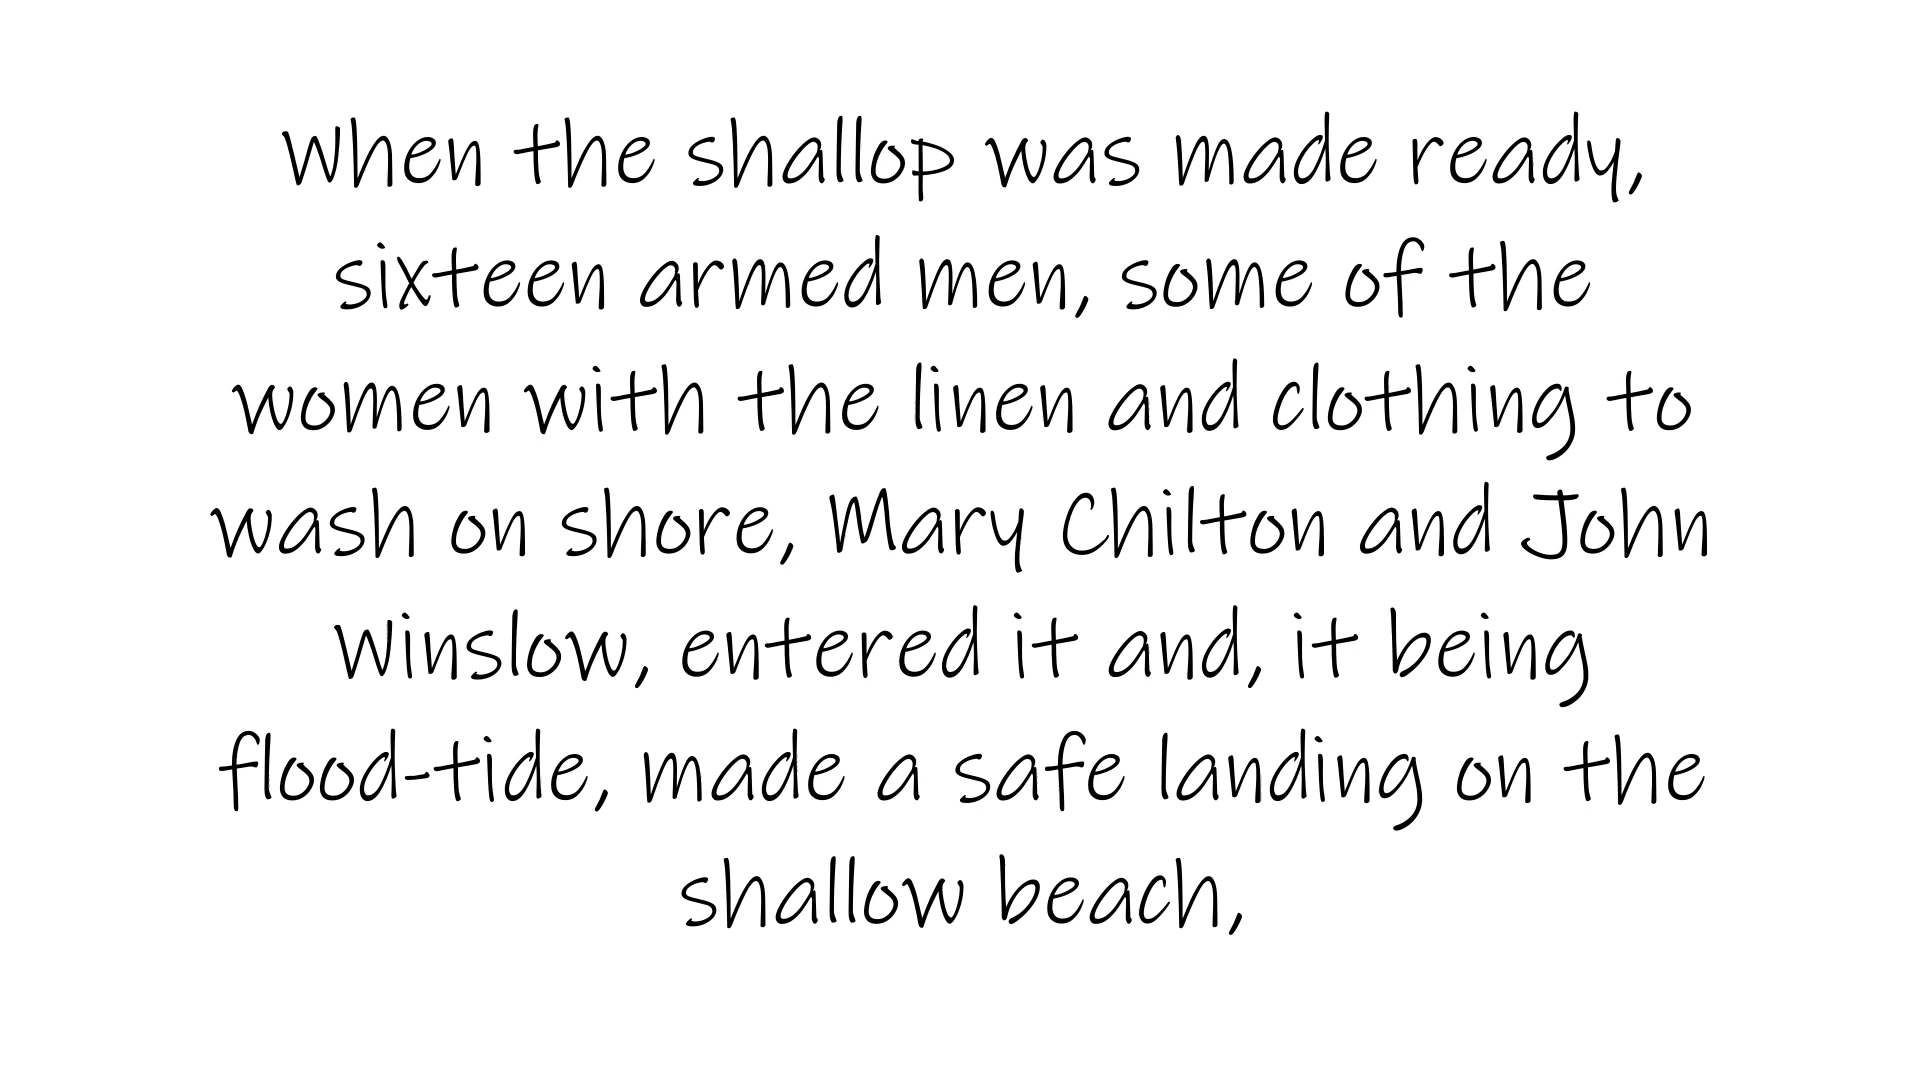 When the shallop was made ready,
sixteen armed men, some of the
women with the linen and clothing to
wash on shore, Mary Chilton and John
Winslow, entered it and, it being
flood-tide, made a safe landing on the
shallow beach,